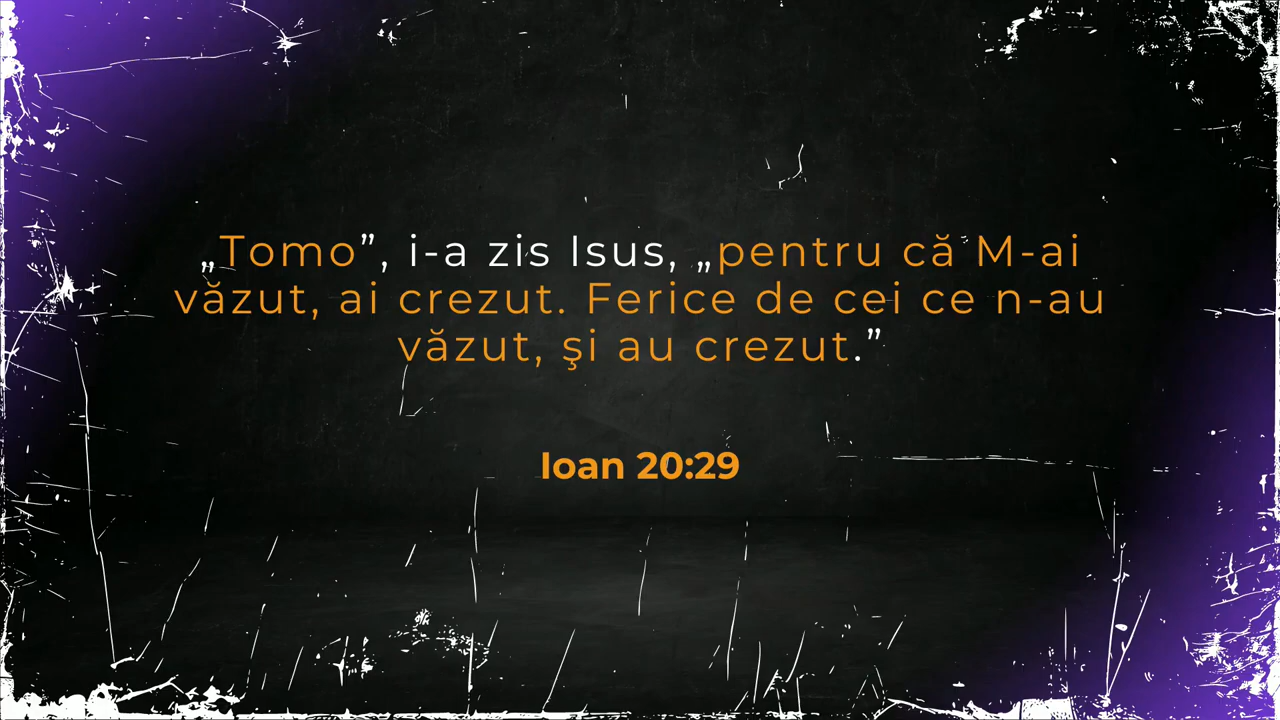 „Tomo”, i-a zis Isus, „pentru că M-ai
văzut, ai crezut. Ferice de cei ce n-au
văzut, şi au crezut.”
Ioan 20:29